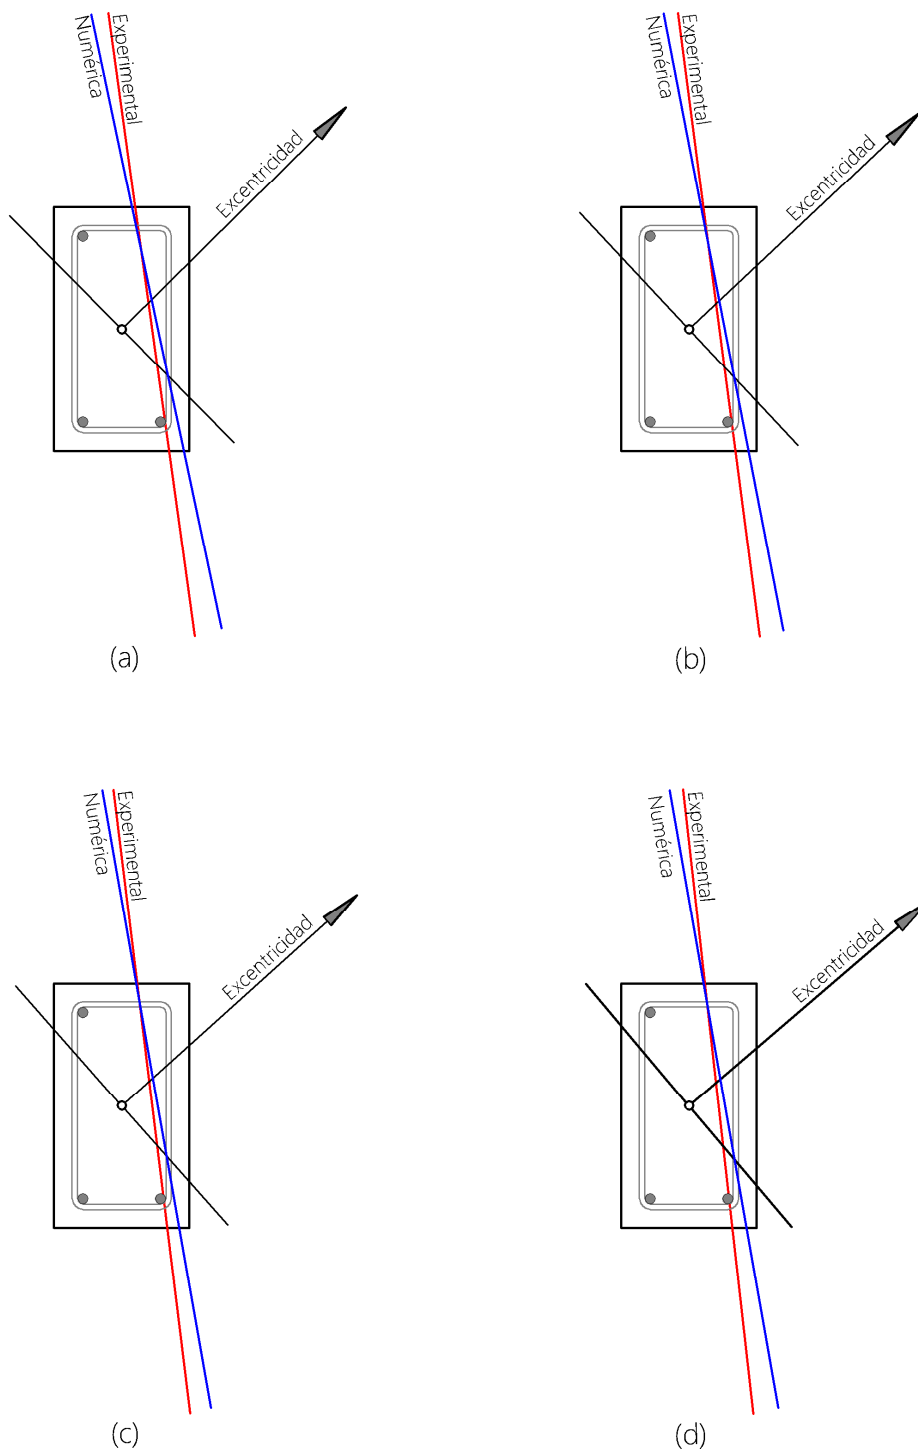 Numérica
Experimental
Excentricidad
(a)
Numérica
Experimental
Excentricidad
(b)
Numérica
Experimental
Excentricidad
(c)
Numérica
Experimental
Excentricidad
(d)